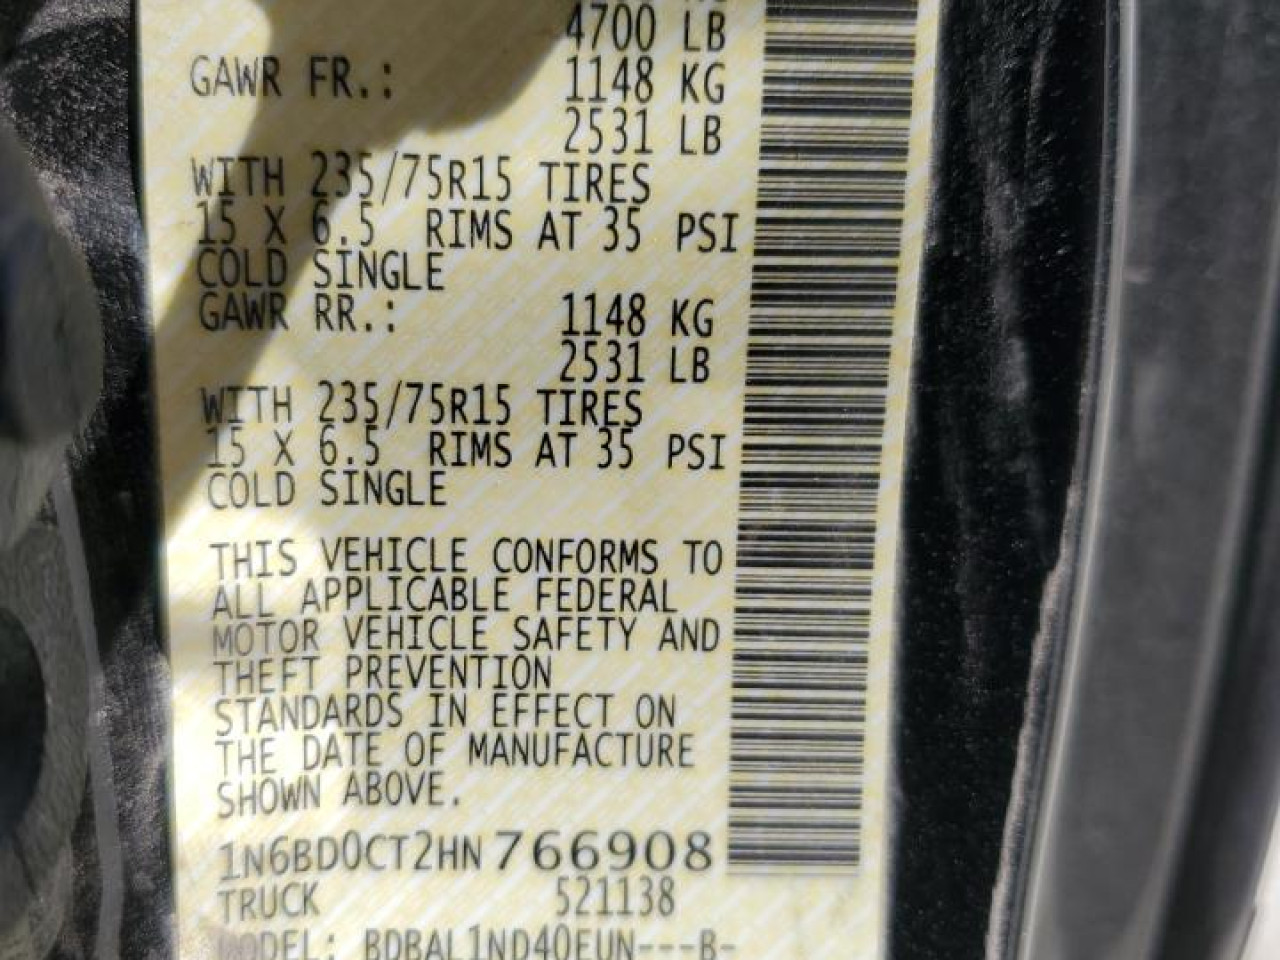 4700 LB
GAWR FR.: 1148 KG
2531 LB
WITH 235/75R15 TIRES
15 X 6.5 RIMS AT 35 PSI
COLD SINGLE
GAWR RR.: 1148 KG
2531 LB
WITH 235/75R15 TIRES
15 X 6.5 RIMS AT 35 PSI
COLD SINGLE
THIS VEHICLE CONFORMS TO
ALL APPLICABLE FEDERAL
MOTOR VEHICLE SAFETY AND
THEFT PREVENTION
STANDARDS IN EFFECT ON
THE DATE OF MANUFACTURE
SHOWN ABOVE.
1N6BD0CT2HN766908
TRUCK 521138
MODEL: BDBAL1ND40EUN---B-